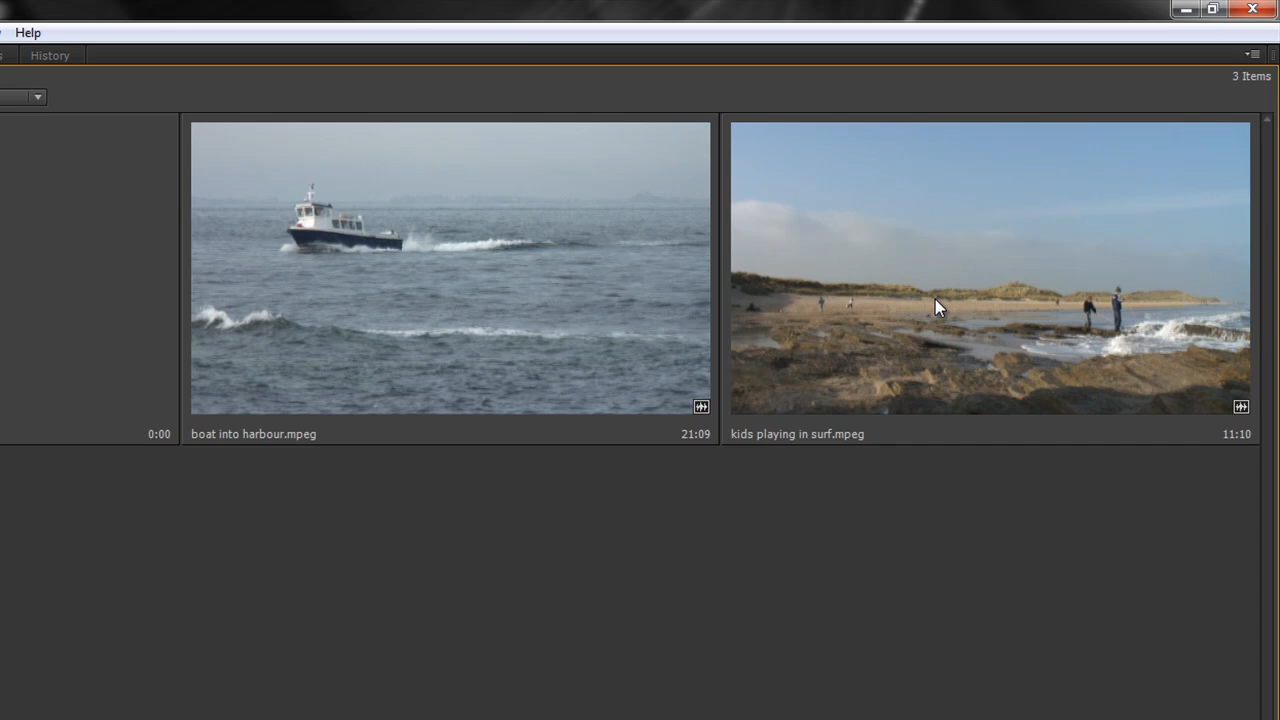 Help
History
3 Items
0:00
boat into harbour.mpeg 21:09
kids playing in surf.mpeg 11:10